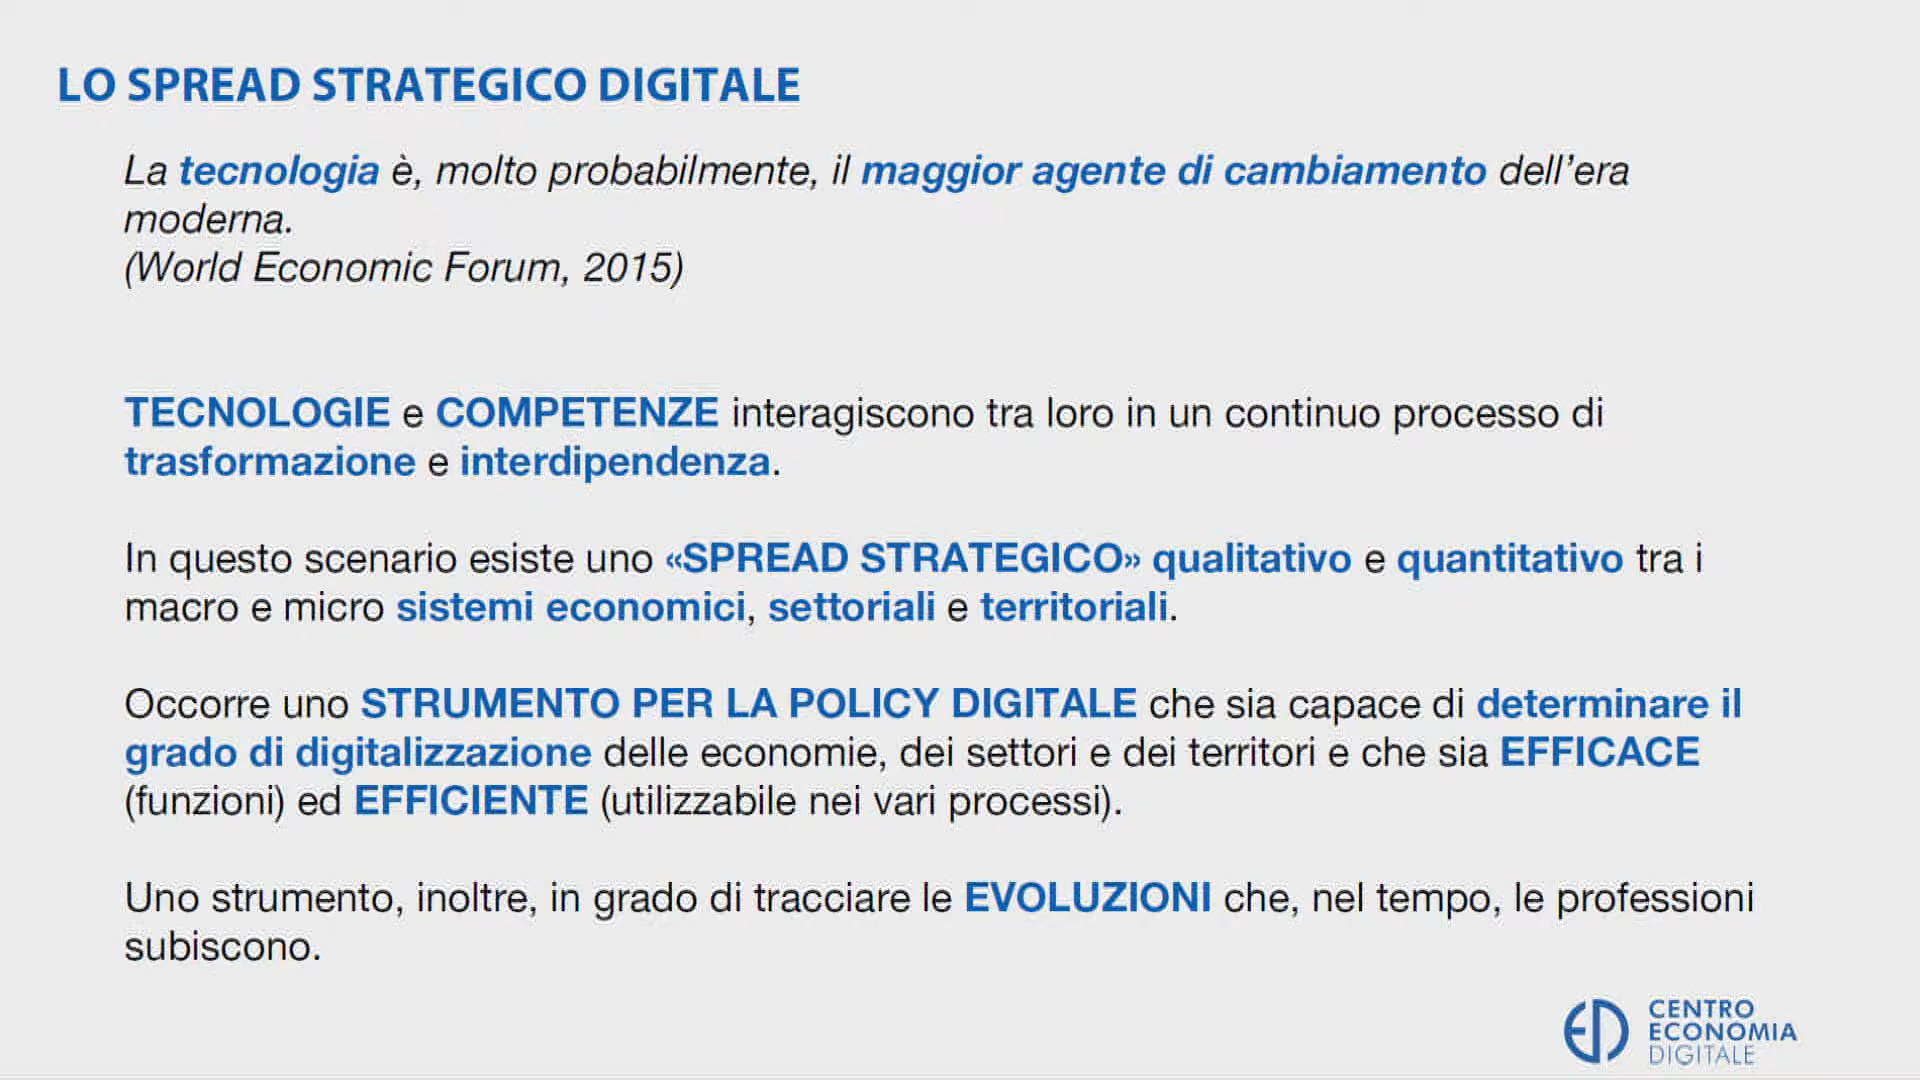 LO SPREAD STRATEGICO DIGITALE
La tecnologia è, molto probabilmente, il maggior agente di cambiamento dell’era
moderna.
(World Economic Forum, 2015)
TECNOLOGIE e COMPETENZE interagiscono tra loro in un continuo processo di
trasformazione e interdipendenza.
In questo scenario esiste uno «SPREAD STRATEGICO» qualitativo e quantitativo tra i
macro e micro sistemi economici, settoriali e territoriali.
Occorre uno STRUMENTO PER LA POLICY DIGITALE che sia capace di determinare il
grado di digitalizzazione delle economie, dei settori e dei territori e che sia EFFICACE
(funzioni) ed EFFICIENTE (utilizzabile nei vari processi).
Uno strumento, inoltre, in grado di tracciare le EVOLUZIONI che, nel tempo, le professioni
subiscono.
CENTRO
ECONOMIA
DIGITALE